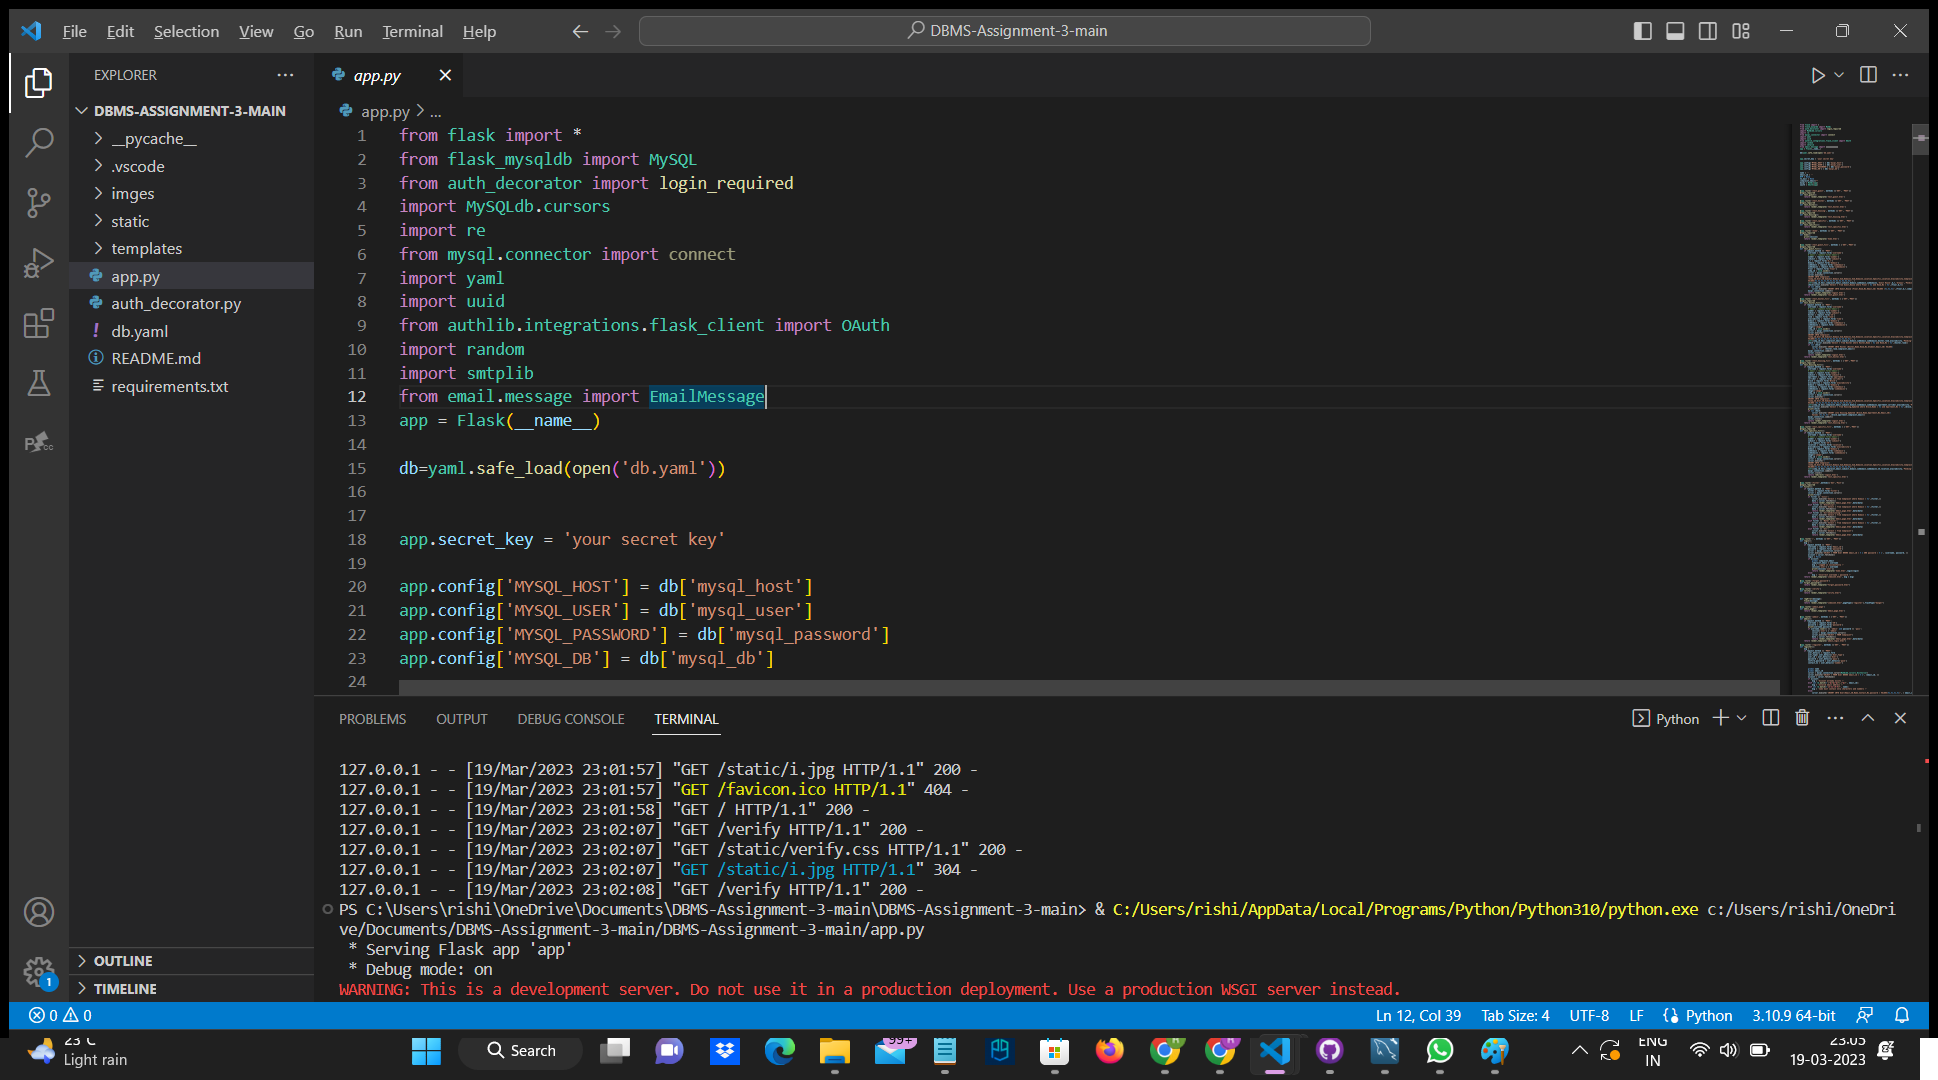 File Edit Selection View Go Run Terminal Help
DBMS-Assignment-3-main
EXPLORER
DBMS-ASSIGNMENT-3-MAIN
__pycache__
.vscode
imges
static
templates
app.py
auth_decorator.py
db.yaml
README.md
requirements.txt
OUTLINE
TIMELINE
app.py
app.py > ...
1 from flask import *
2 from flask_mysqldb import MySQL
3 from auth_decorator import login_required
4 import MySQLdb.cursors
5 import re
6 from mysql.connector import connect
7 import yaml
8 import uuid
9 from authlib.integrations.flask_client import OAuth
10 import random
11 import smtplib
12 from email.message import EmailMessage
13 app = Flask(__name__)
14
15 db=yaml.safe_load(open('db.yaml'))
16
17
18 app.secret_key = 'your secret key'
19
20 app.config['MYSQL_HOST'] = db['mysql_host']
21 app.config['MYSQL_USER'] = db['mysql_user']
22 app.config['MYSQL_PASSWORD'] = db['mysql_password']
23 app.config['MYSQL_DB'] = db['mysql_db']
24
PROBLEMS OUTPUT DEBUG CONSOLE TERMINAL
Python
127.0.0.1 - - [19/Mar/2023 23:01:57] "GET /static/i.jpg HTTP/1.1" 200 -
127.0.0.1 - - [19/Mar/2023 23:01:57] "GET /favicon.ico HTTP/1.1" 404 -
127.0.0.1 - - [19/Mar/2023 23:01:58] "GET / HTTP/1.1" 200 -
127.0.0.1 - - [19/Mar/2023 23:02:07] "GET /verify HTTP/1.1" 200 -
127.0.0.1 - - [19/Mar/2023 23:02:07] "GET /static/verify.css HTTP/1.1" 200 -
127.0.0.1 - - [19/Mar/2023 23:02:07] "GET /static/i.jpg HTTP/1.1" 304 -
127.0.0.1 - - [19/Mar/2023 23:02:08] "GET /verify HTTP/1.1" 200 -
PS C:\Users\rishi\OneDrive\Documents\DBMS-Assignment-3-main\DBMS-Assignment-3-main> & C:/Users/rishi/AppData/Local/Programs/Python/Python310/python.exe c:/Users/rishi/OneDri
ve/Documents/DBMS-Assignment-3-main/DBMS-Assignment-3-main/app.py
* Serving Flask app 'app'
* Debug mode: on
WARNING: This is a development server. Do not use it in a production deployment. Use a production WSGI server instead.
1
0 0
Ln 12, Col 39 Tab Size: 4 UTF-8 LF Python 3.10.9 64-bit
23°C
Light rain
Search
99+
ENG
IN
23:05
19-03-2023